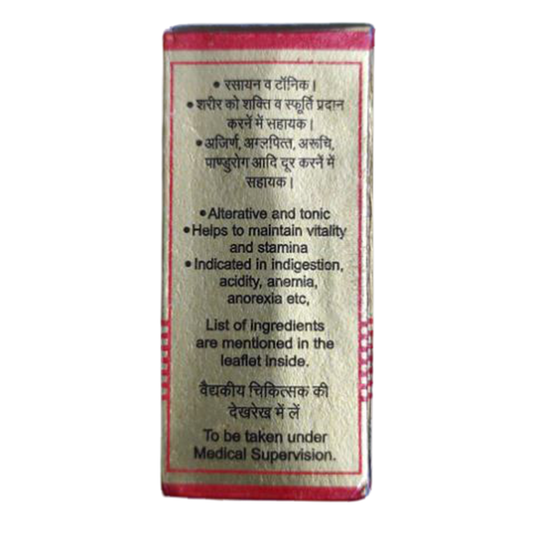 • रसायन व टॉनिक।
• शरीर को शक्ति व स्फूर्ति प्रदान
करनें में सहायक।
• अजिर्ण, अम्लपित्त, अरूचि,
पाण्डुरोग आदि दूर करनें में
सहायक।
• Alterative and tonic
• Helps to maintain vitality
and stamina
• Indicated in indigestion,
acidity, anemia,
anorexia etc,
List of ingredients
are mentioned in the
leaflet inside.
वैद्यकीय चिकित्सक की
देखरेख में लें
To be taken under
Medical Supervision.